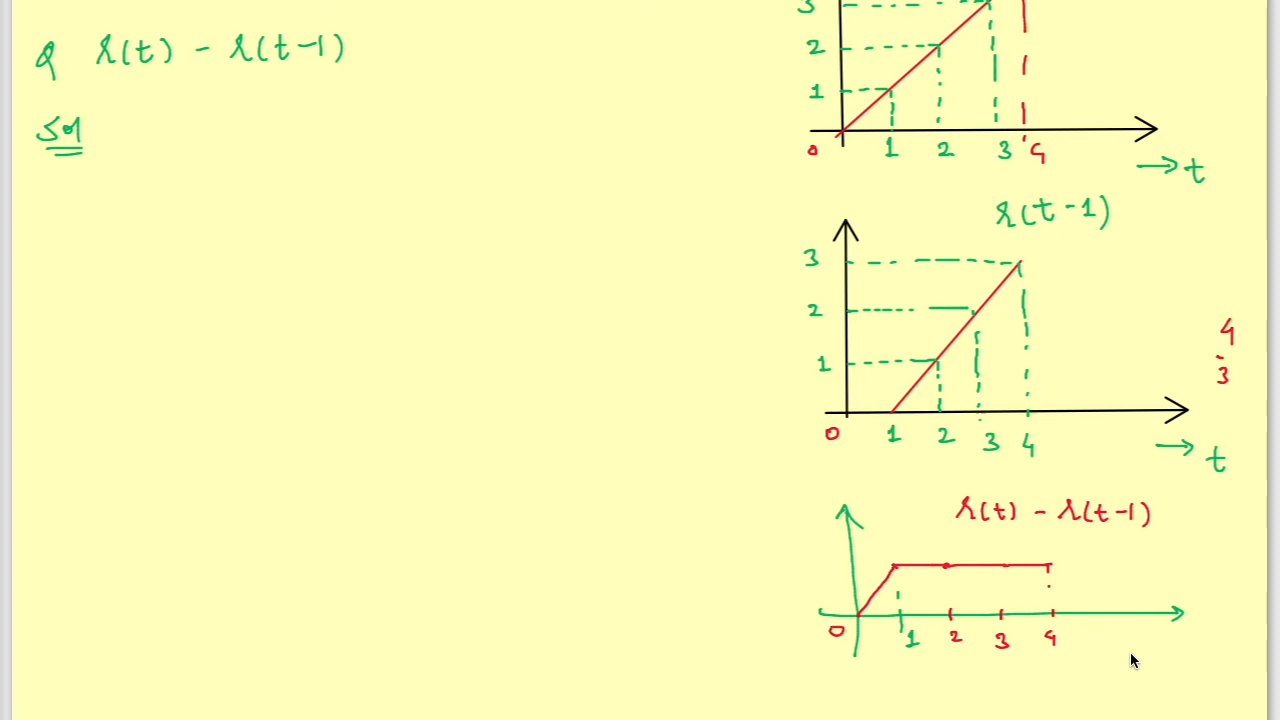 Q r(t) - r(t-1)
Sol
3
2
1
0 1 2 3 4
→ t
r(t-1)
3
2
1
0 1 2 3 4
→ t
4
3
r(t) - r(t-1)
0 1 2 3 4